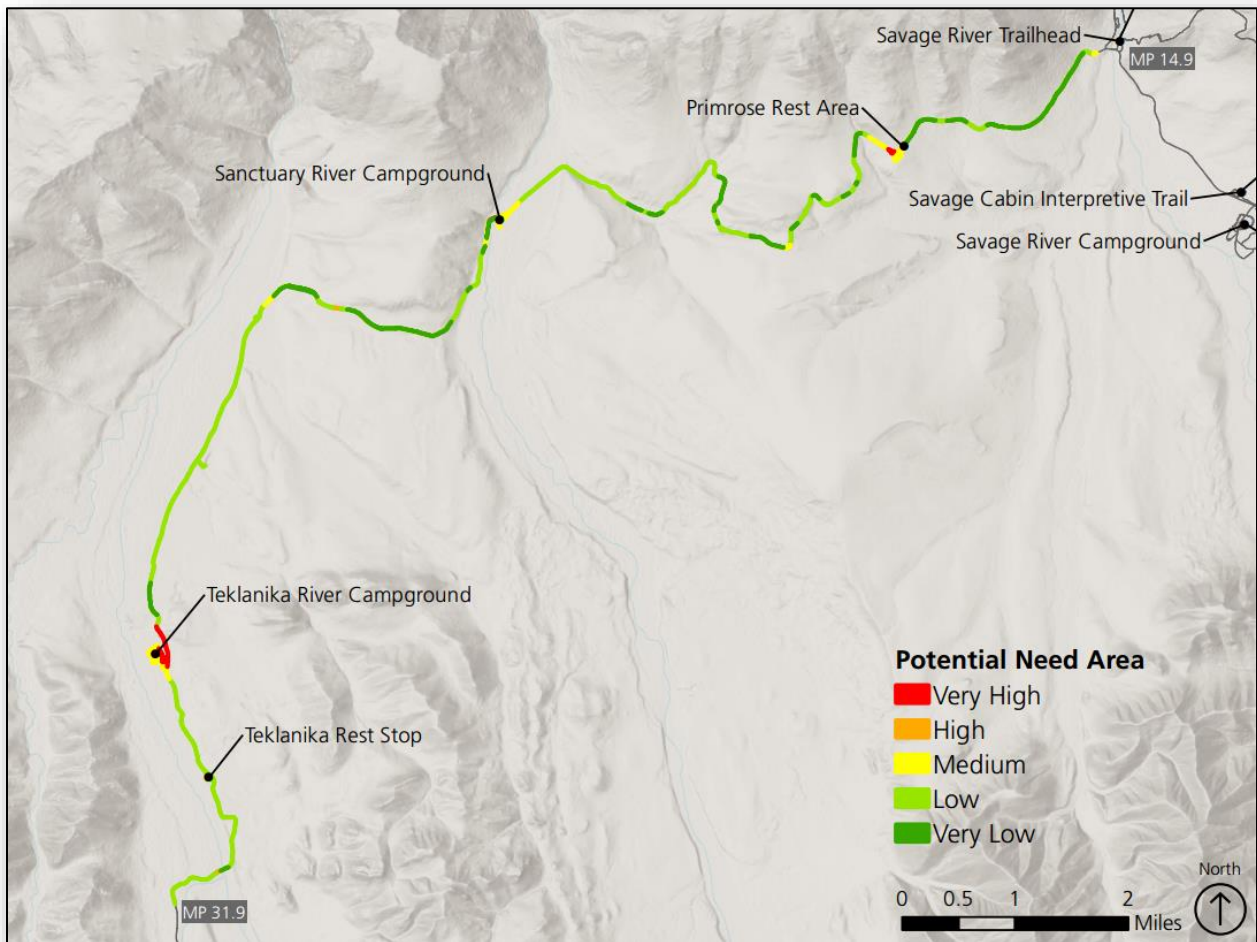 Savage River Trailhead
MP 14.9
Primrose Rest Area
Sanctuary River Campground
Savage Cabin Interpretive Trail
Savage River Campground
Teklanika River Campground
Teklanika Rest Stop
MP 31.9
Potential Need Area
Very High
High
Medium
Low
Very Low
North
0 0.5 1 2
Miles